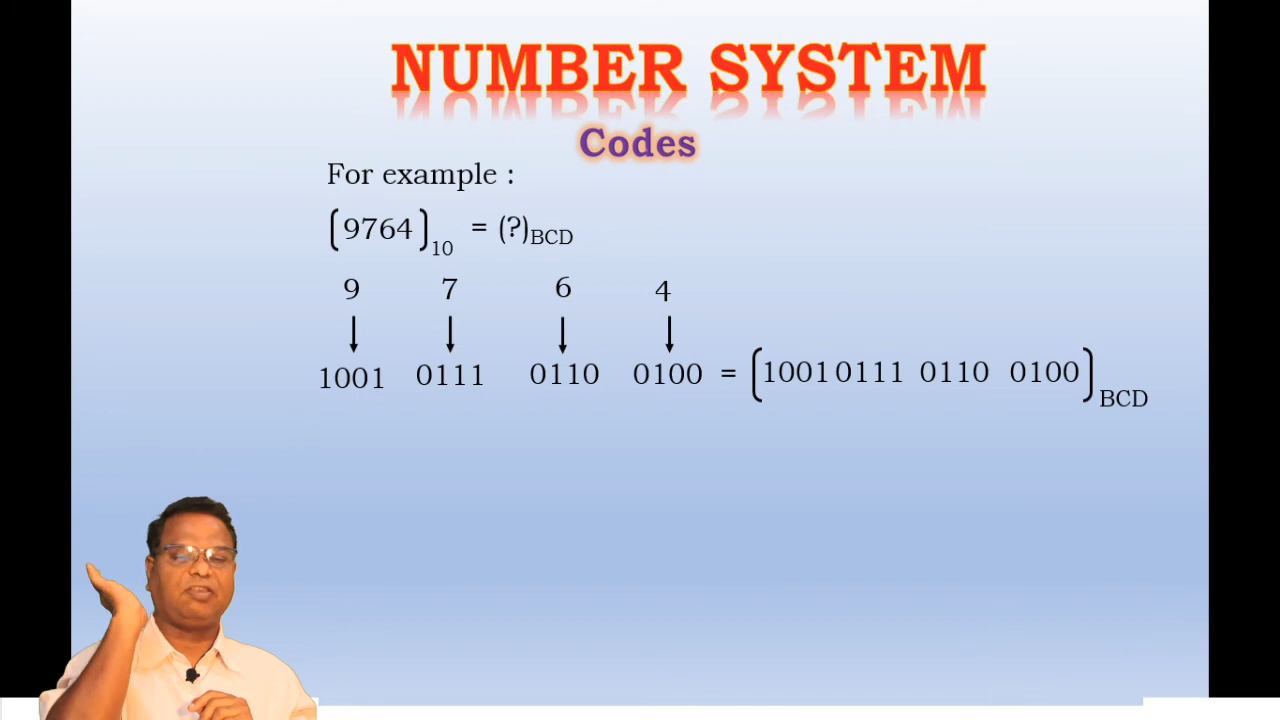 NUMBER SYSTEM
Codes
For example :
(9764)10 = (?)BCD
9 7 6 4
1001 0111 0110 0100 = (1001 0111 0110 0100)BCD